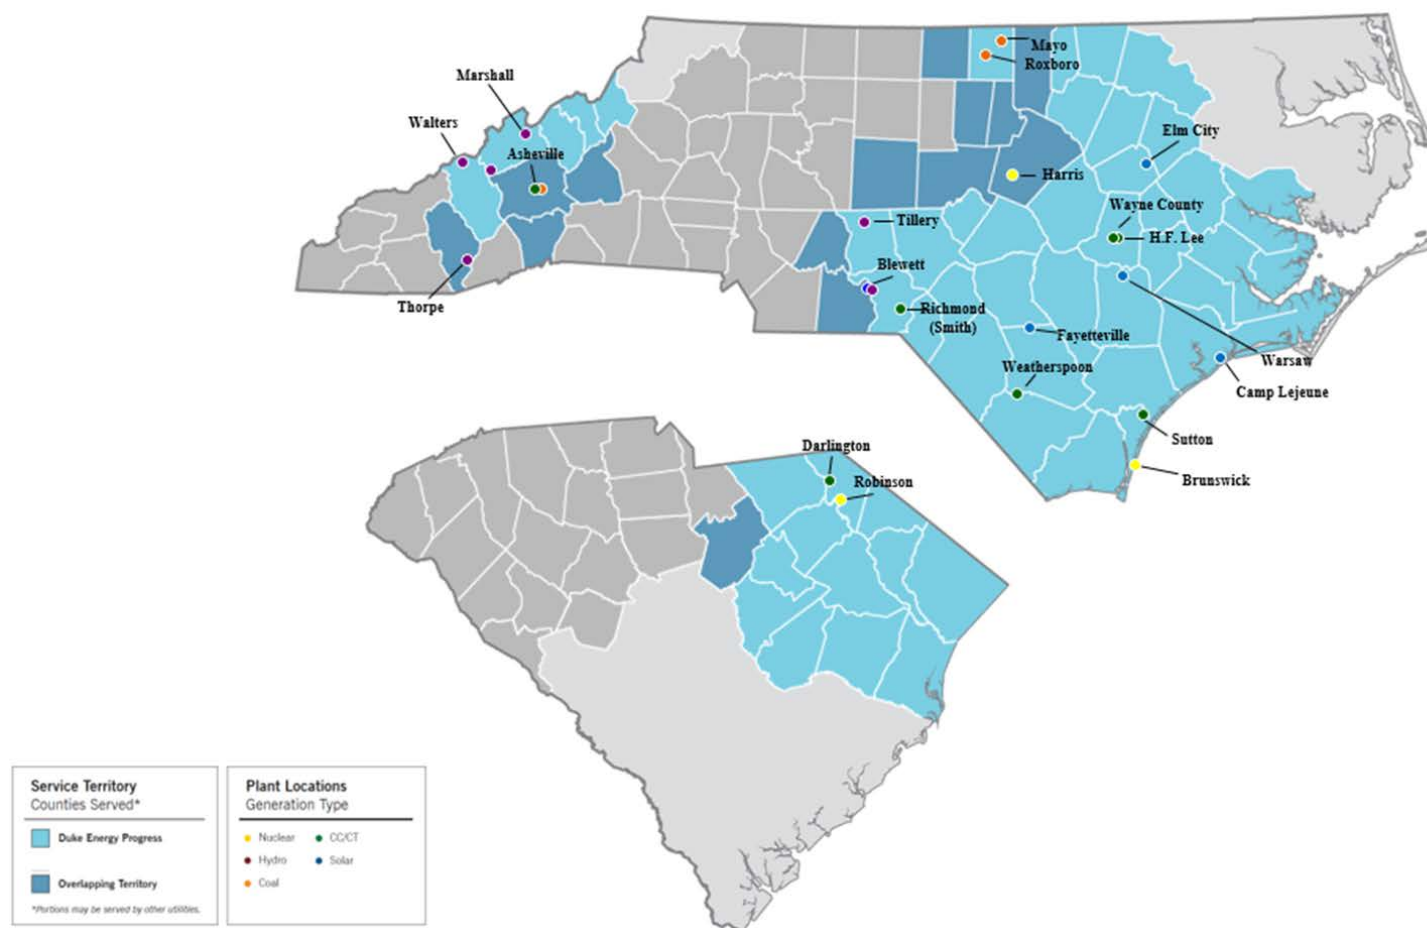 Mayo
Roxboro
Marshall
Walters
Asheville
Elm City
Harris
Wayne County
Tillery
H.F. Lee
Blewett
Thorpe
Richmond
(Smith)
Fayetteville
Warsaw
Weatherspoon
Camp Lejeune
Sutton
Darlington
Brunswick
Robinson
Service Territory
Counties Served*
Duke Energy Progress
Overlapping Territory
*Portions may be served by other utilities.
Plant Locations
Generation Type
Nuclear
CC/CT
Hydro
Solar
Coal